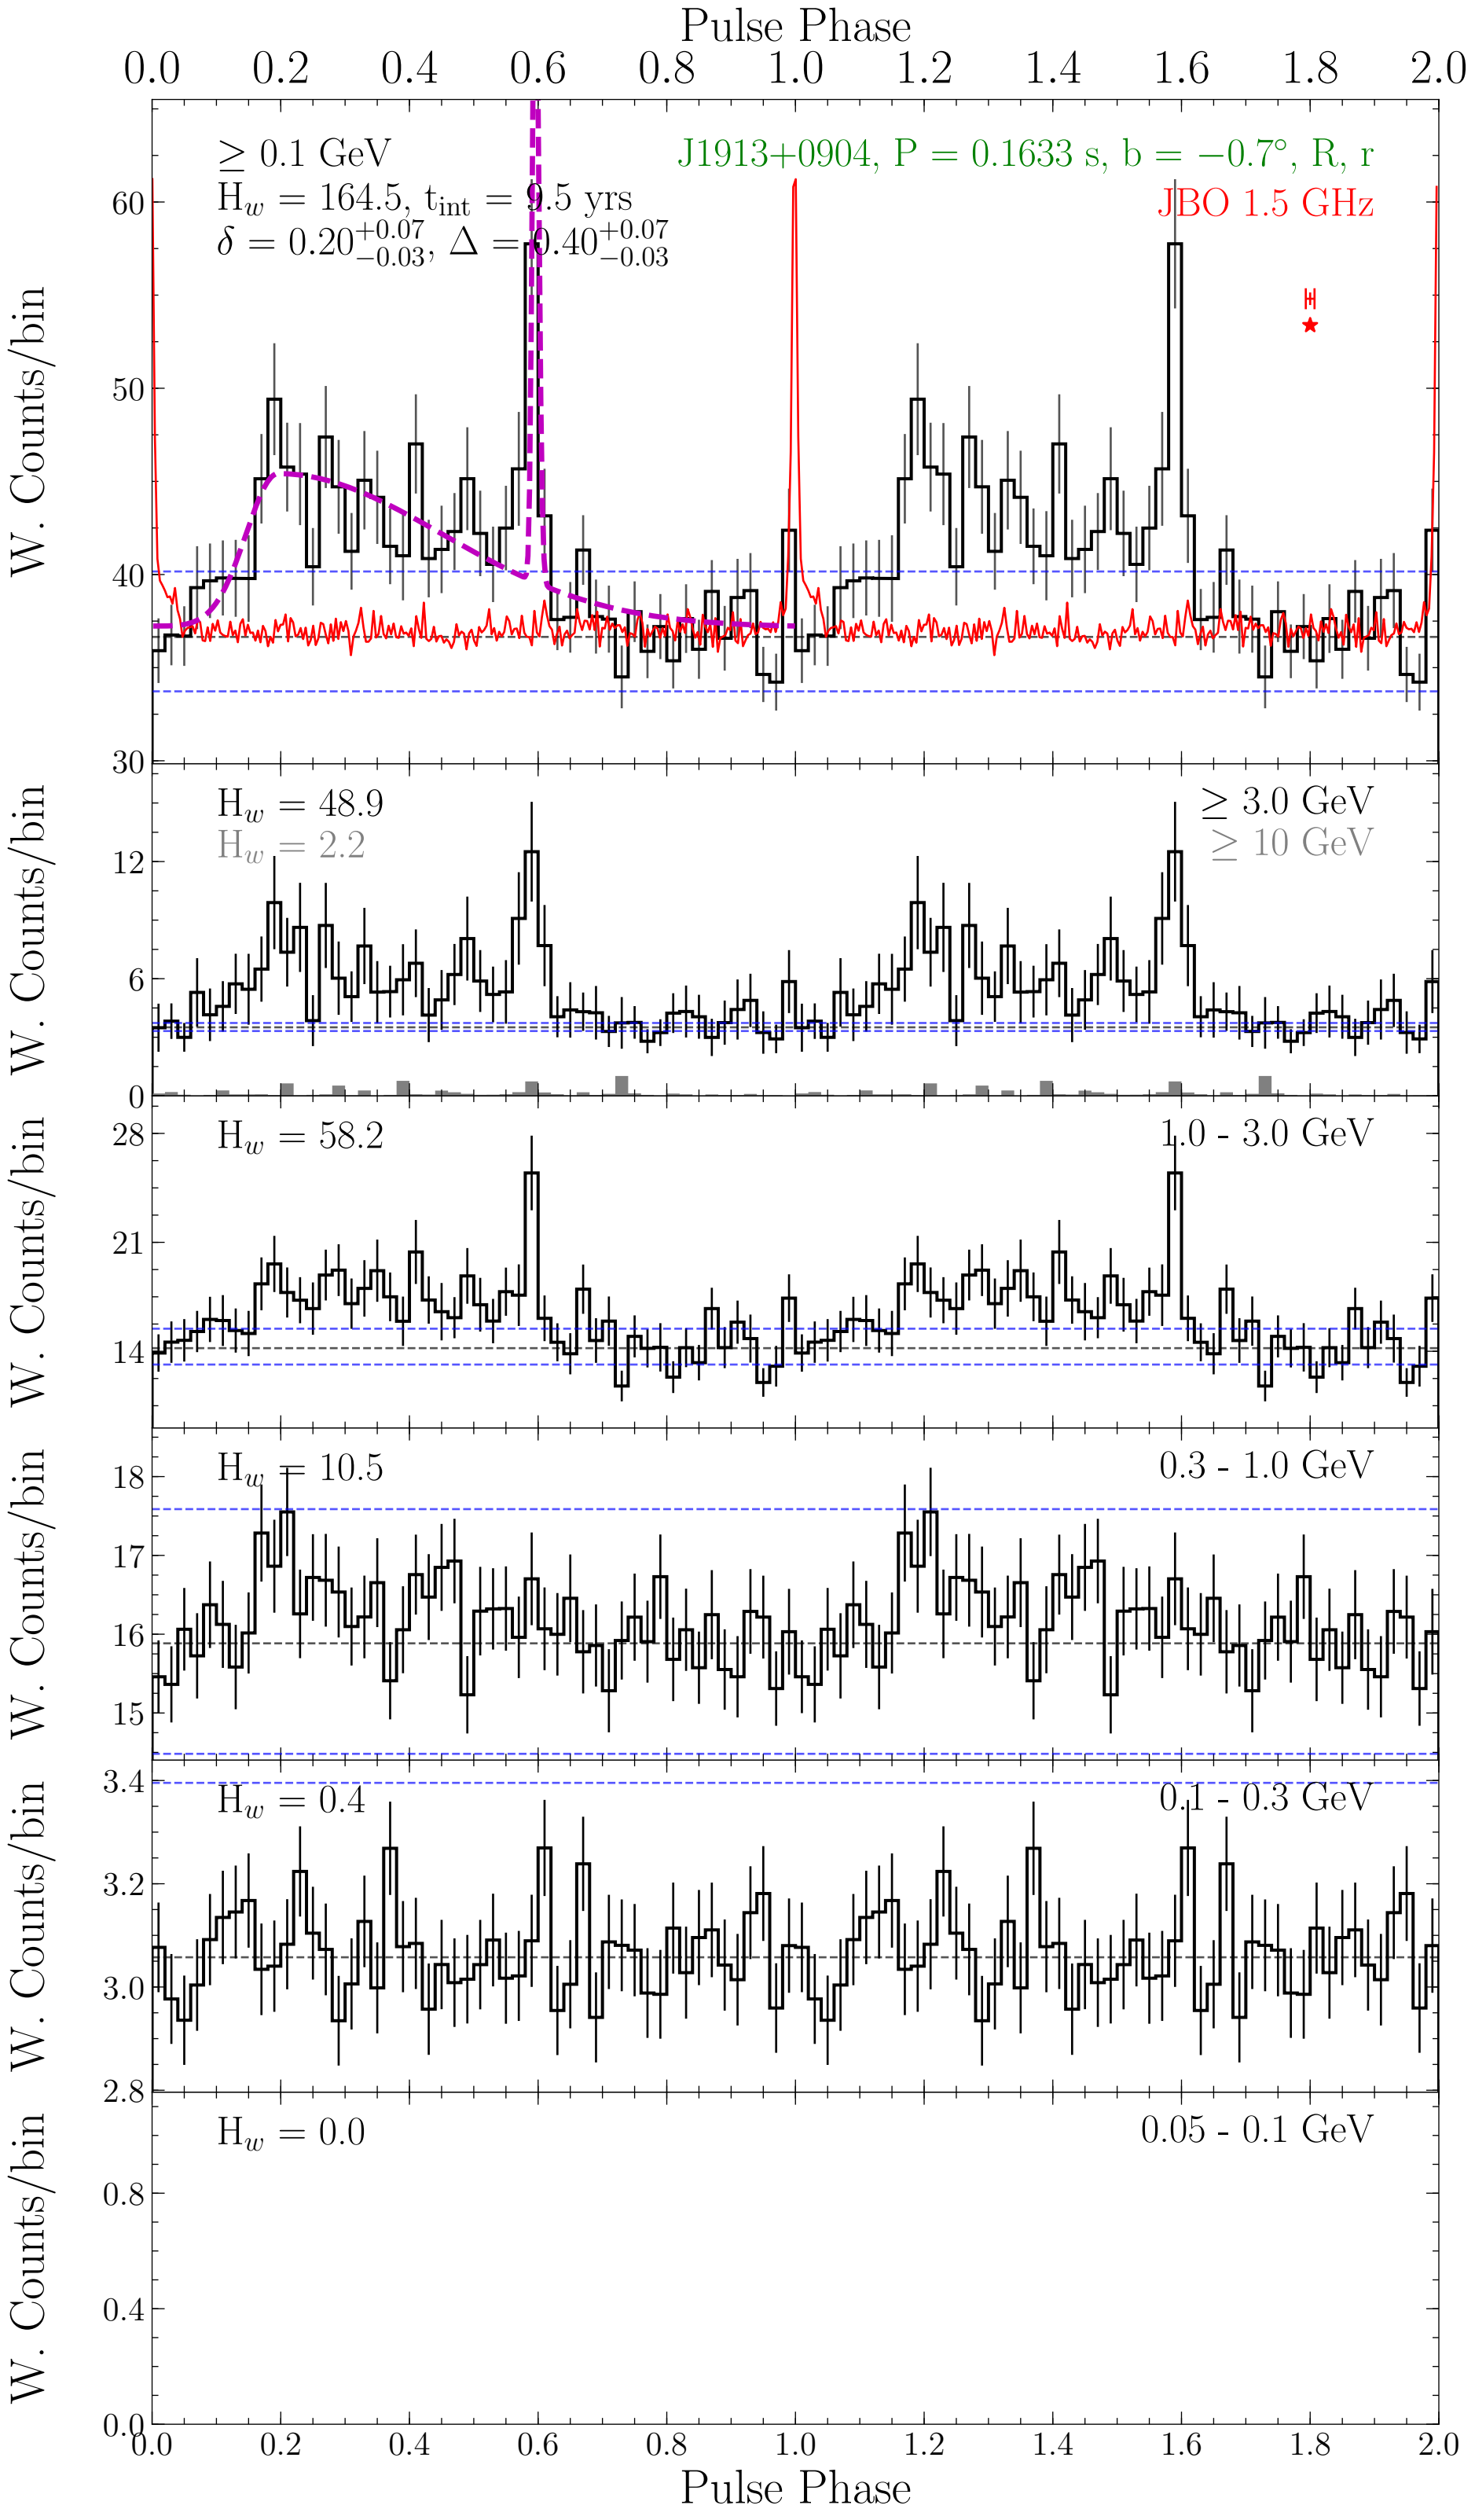 Pulse Phase
0.0 0.2 0.4 0.6 0.8 1.0 1.2 1.4 1.6 1.8 2.0
≥ 0.1 GeV
J1913+0904, P = 0.1633 s, b = −0.7°, R, r
H_w = 164.5, t_int = 9.5 yrs
JBO 1.5 GHz
δ = 0.20^{+0.07}_{−0.03}, Δ = 0.40^{+0.07}_{−0.03}
W. Counts/bin
60
50
40
30
H_w = 48.9
≥ 3.0 GeV
H_w = 2.2
≥ 10 GeV
W. Counts/bin
12
6
0
H_w = 58.2
1.0 - 3.0 GeV
W. Counts/bin
28
21
14
H_w = 10.5
0.3 - 1.0 GeV
W. Counts/bin
18
17
16
15
H_w = 0.4
0.1 - 0.3 GeV
W. Counts/bin
3.4
3.2
3.0
2.8
H_w = 0.0
0.05 - 0.1 GeV
W. Counts/bin
0.8
0.4
0.0
0.0 0.2 0.4 0.6 0.8 1.0 1.2 1.4 1.6 1.8 2.0
Pulse Phase